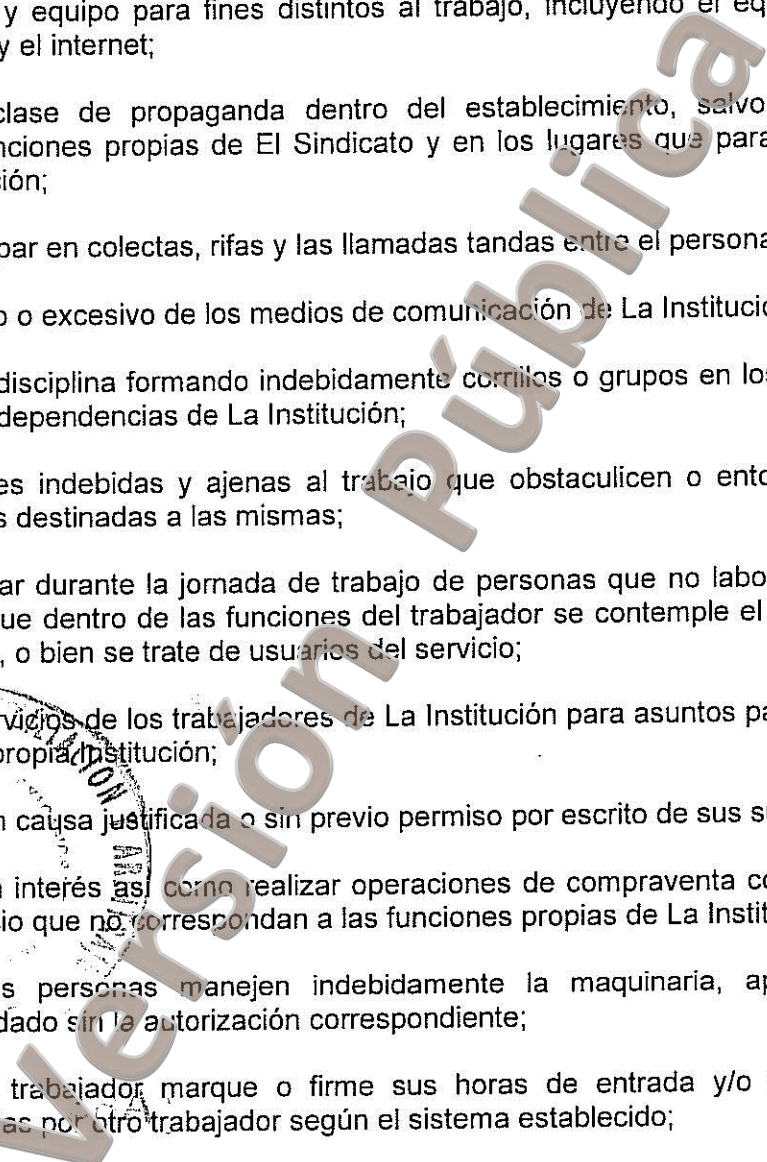 y equipo para fines distintos al trabajo, incluyendo el
y el internet;
clase de propaganda dentro del establecimiento, salvo
nciones propias de El Sindicato y en los lugares que para
ión;
par en colectas, rifas y las llamadas tandas entre el persona
o o excesivo de los medios de comunicación de La Institució
disciplina formando indebidamente corrillos o grupos en los
dependencias de La Institución;
es indebidas y ajenas al trabajo que obstaculicen o ento
s destinadas a las mismas;
ar durante la jornada de trabajo de personas que no labo
ue dentro de las funciones del trabajador se contemple el
, o bien se trate de usuarios del servicio;
rvicios de los trabajadores de La Institución para asuntos pa
propia Institución;
n causa justificada o sin previo permiso por escrito de sus su
n interés así como realizar operaciones de compraventa co
io que no correspondan a las funciones propias de La Instit
s personas manejen indebidamente la maquinaria, ap
dado sin la autorización correspondiente;
trabajador marque o firme sus horas de entrada y/o
as por otro trabajador según el sistema establecido;
Versión Pública